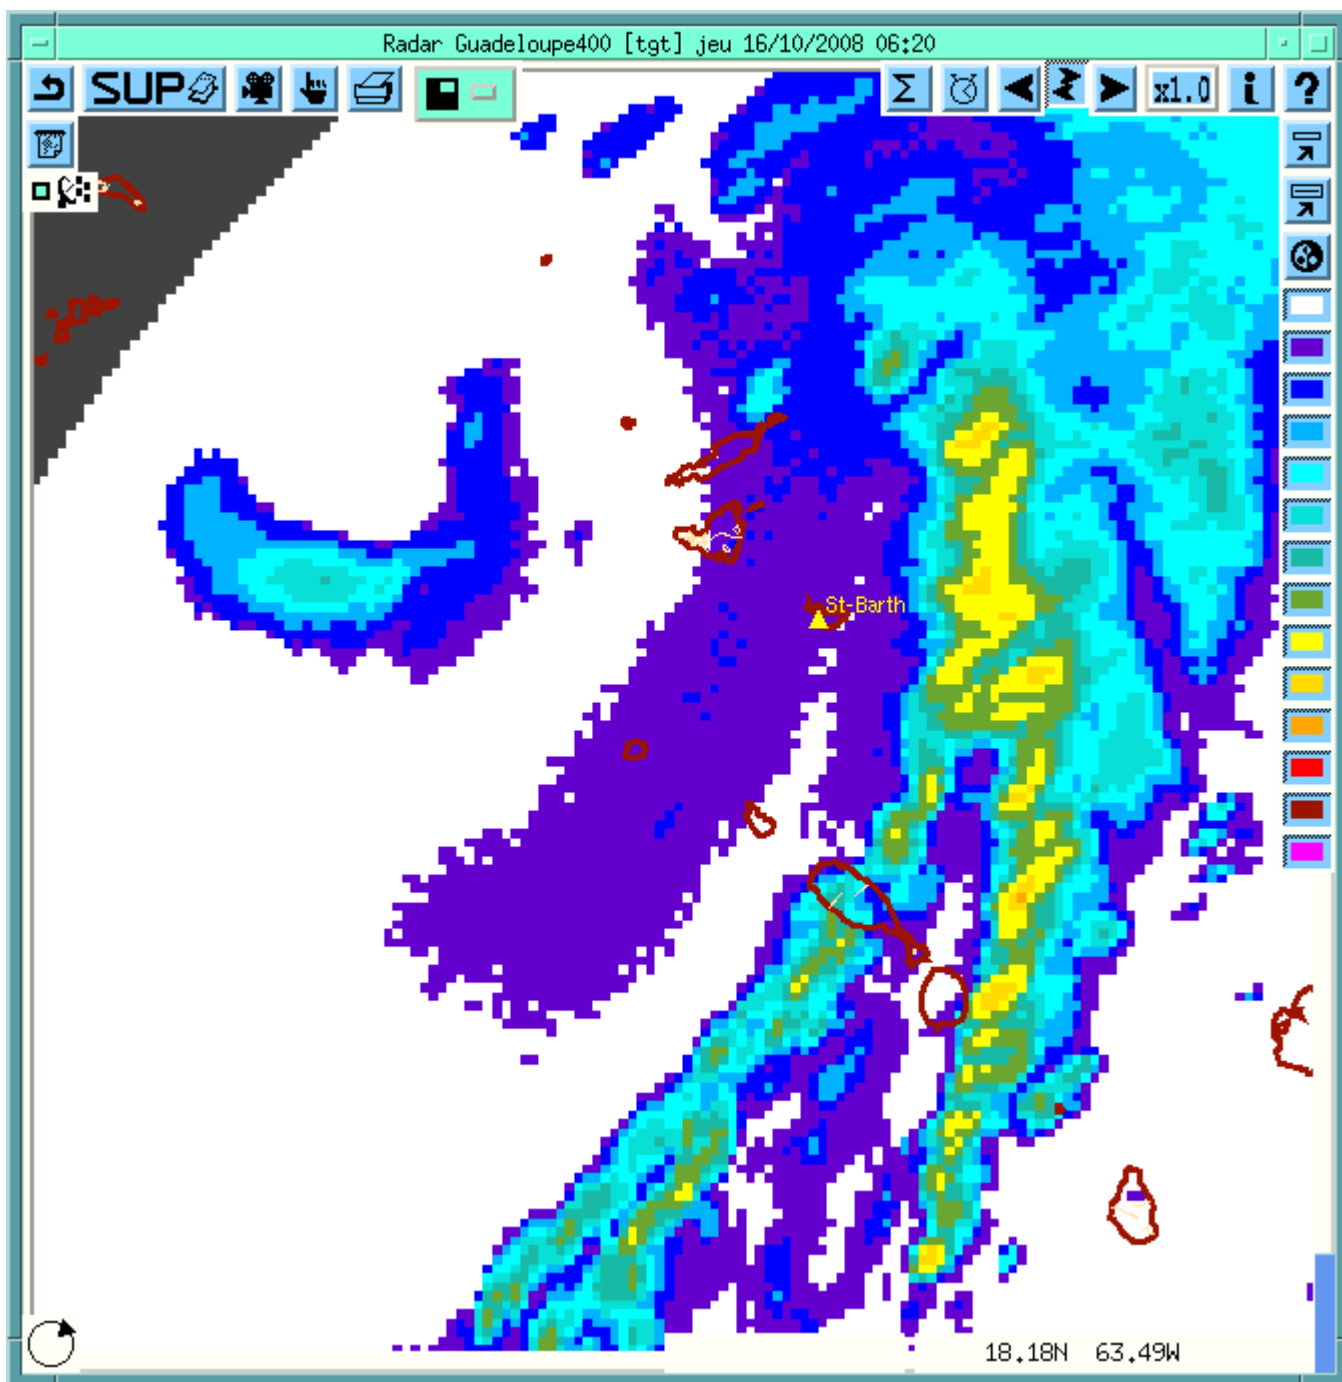 Radar Guadeloupe400 [tgt] jeu 16/10/2008 06:20
SUP
Σ
x1.0
i
?
St-Barth
18.18N 63.49W